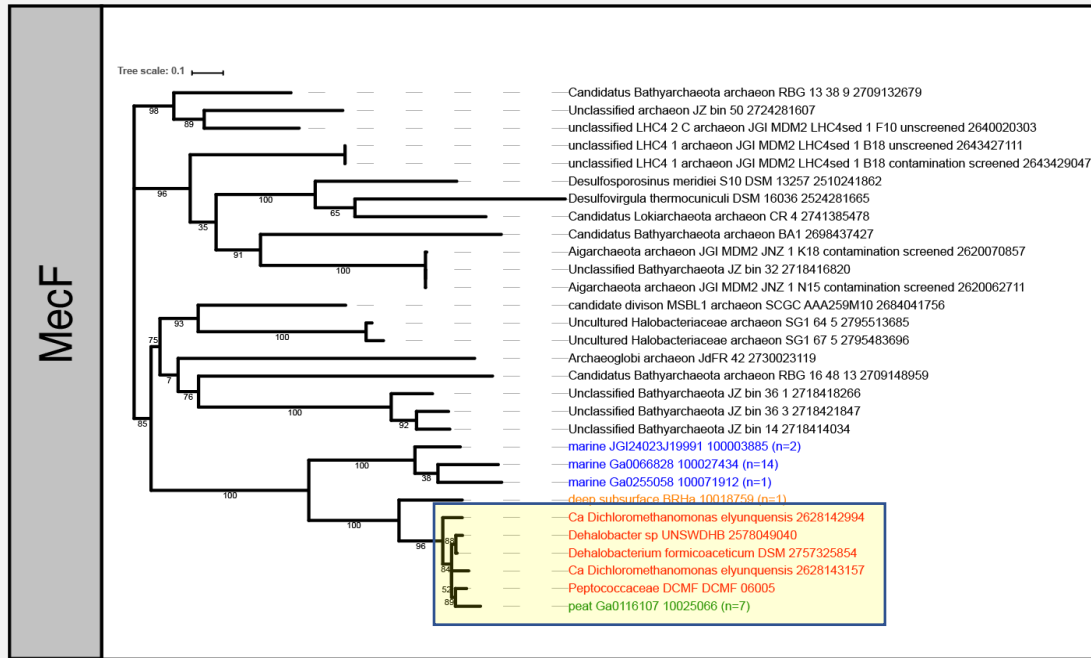 MecF
Tree scale: 0.1
Candidatus Bathyarchaeota archaeon RBG 13 38 9 2709132679
98
Unclassified archaeon JZ bin 50 2724281607
89
unclassified LHC4 2 C archaeon JGI MDM2 LHC4sed 1 F10 unscreened 2640020303
unclassified LHC4 1 archaeon JGI MDM2 LHC4sed 1 B18 unscreened 2643427111
unclassified LHC4 1 archaeon JGI MDM2 LHC4sed 1 B18 contamination screened 2643429047
96
Desulfosporosinus meridiei S10 DSM 13257 2510241862
100
Desulfovirgula thermocuniculi DSM 16036 2524281665
65
Candidatus Lokiarchaeota archaeon CR 4 2741385478
35
Candidatus Bathyarchaeota archaeon BA1 2698437427
91
Aigarchaeota archaeon JGI MDM2 JNZ 1 K18 contamination screened 2620070857
100
Unclassified Bathyarchaeota JZ bin 32 2718416820
Aigarchaeota archaeon JGI MDM2 JNZ 1 N15 contamination screened 2620062711
candidate divison MSBL1 archaeon SCGC AAA259M10 2684041756
93
Uncultured Halobacteriaceae archaeon SG1 64 5 2795513685
75
100
Uncultured Halobacteriaceae archaeon SG1 67 5 2795483696
Archaeoglobi archaeon JdFR 42 2730023119
7
Candidatus Bathyarchaeota archaeon RBG 16 48 13 2709148959
76
Unclassified Bathyarchaeota JZ bin 36 1 2718418266
100
Unclassified Bathyarchaeota JZ bin 36 3 2718421847
85
92
Unclassified Bathyarchaeota JZ bin 14 2718414034
marine JGI24023J19991 100003885 (n=2)
100
marine Ga0066828 100027434 (n=14)
38
marine Ga0255058 100071912 (n=1)
100
deep subsurface BRHa 10018759 (n=1)
100
Ca Dichloromethanomonas elyunquensis 2628142994
Dehalobacter sp UNSWDHB 2578049040
88
96
Dehalobacterium formicoaceticum DSM 2757325854
84
Ca Dichloromethanomonas elyunquensis 2628143157
52
Peptococcaceae DCMF DCMF 06005
89
peat Ga0116107 10025066 (n=7)